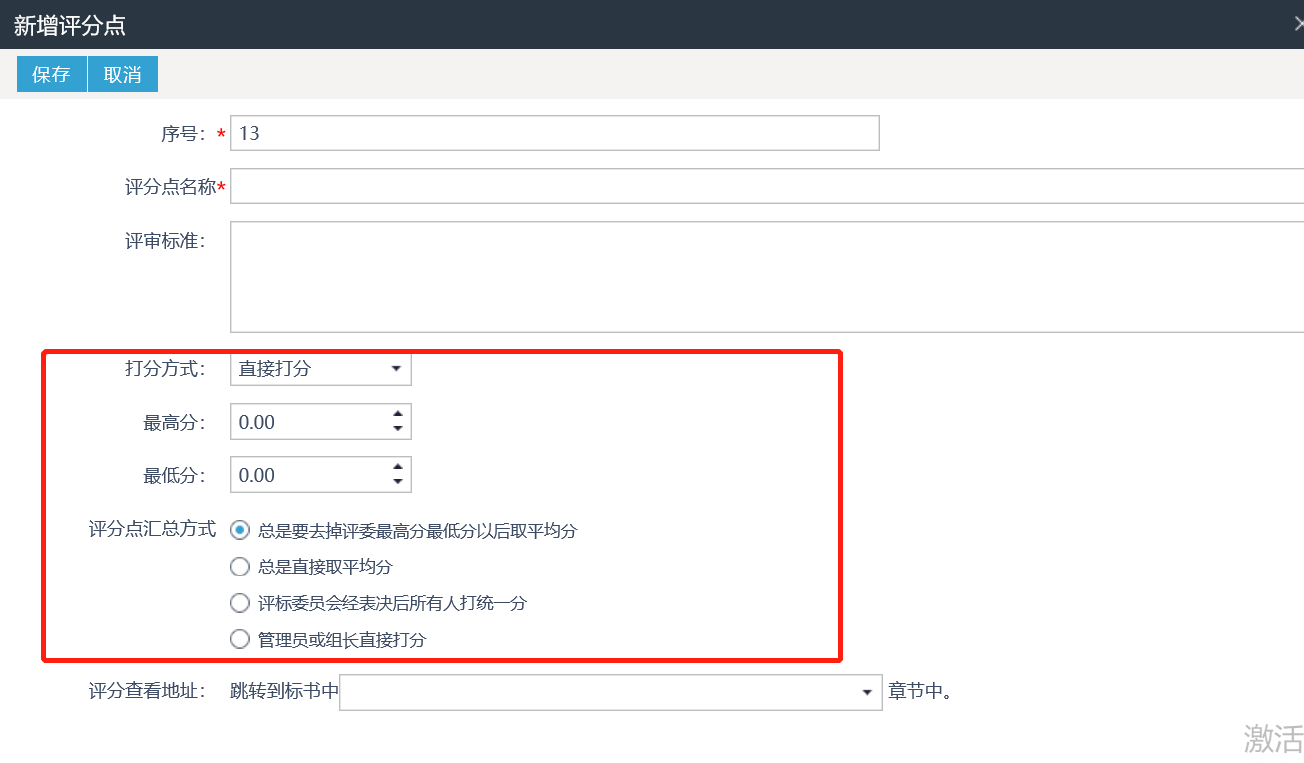 新增评分点
保存 取消
序号：* 13
评分点名称*
评审标准：
打分方式： 直接打分
最高分： 0.00
最低分： 0.00
评分点汇总方式 总是要去掉评委最高分最低分以后取平均分
总是直接取平均分
评标委员会经表决后所有人打统一分
管理员或组长直接打分
评分查看地址： 跳转到标书中 章节中。
激活